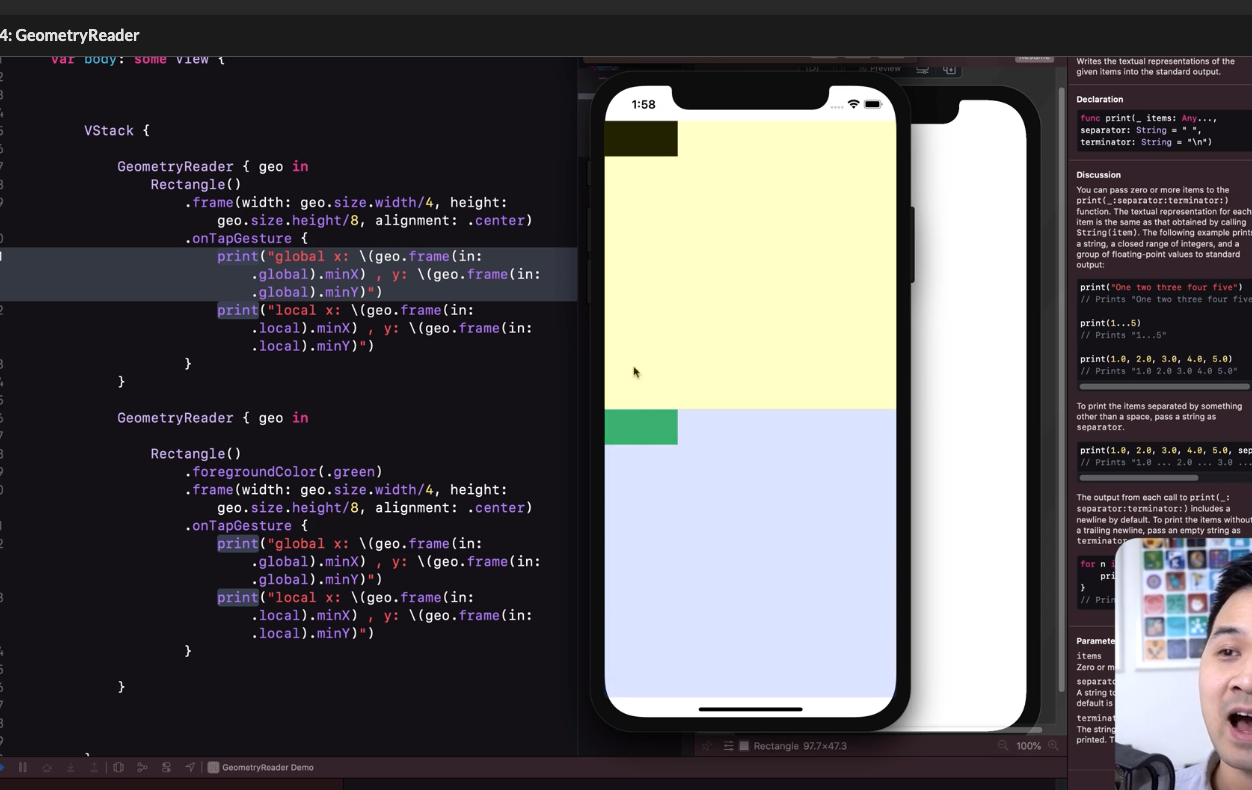 4: GeometryReader
var body: some View {
VStack {
GeometryReader { geo in
Rectangle()
.frame(width: geo.size.width/4, height:
geo.size.height/8, alignment: .center)
.onTapGesture {
print("global x: \(geo.frame(in:
.global).minX) , y: \(geo.frame(in:
.global).minY)")
print("local x: \(geo.frame(in:
.local).minX) , y: \(geo.frame(in:
.local).minY)")
}
}
GeometryReader { geo in
Rectangle()
.foregroundColor(.green)
.frame(width: geo.size.width/4, height:
geo.size.height/8, alignment: .center)
.onTapGesture {
print("global x: \(geo.frame(in:
.global).minX) , y: \(geo.frame(in:
.global).minY)")
print("local x: \(geo.frame(in:
.local).minX) , y: \(geo.frame(in:
.local).minY)")
}
}
GeometryReader Demo
Preview
Resume
1:58
Rectangle 97.7×47.3
100%
Writes the textual representations of the
given items into the standard output.
Declaration
func print(_ items: Any...,
separator: String = " ",
terminator: String = "\n")
Discussion
You can pass zero or more items to the
print(_:separator:terminator:)
function. The textual representation for each
item is the same as that obtained by calling
String(item). The following example prints
a string, a closed range of integers, and a
group of floating-point values to standard
output:
print("One two three four five")
// Prints "One two three four five
print(1...5)
// Prints "1...5"
print(1.0, 2.0, 3.0, 4.0, 5.0)
// Prints "1.0 2.0 3.0 4.0 5.0"
To print the items separated by something
other than a space, pass a string as
separator.
print(1.0, 2.0, 3.0, 4.0, 5.0, sep
// Prints "1.0 ... 2.0 ... 3.0 ...
The output from each call to print(_:
separator:terminator:) includes a
newline by default. To print the items without
a trailing newline, pass an empty string as
terminator
for n i
pri
}
// Prin
Parame
items
Zero or m
separat
A string to
default is
terminat
The string
printed. T